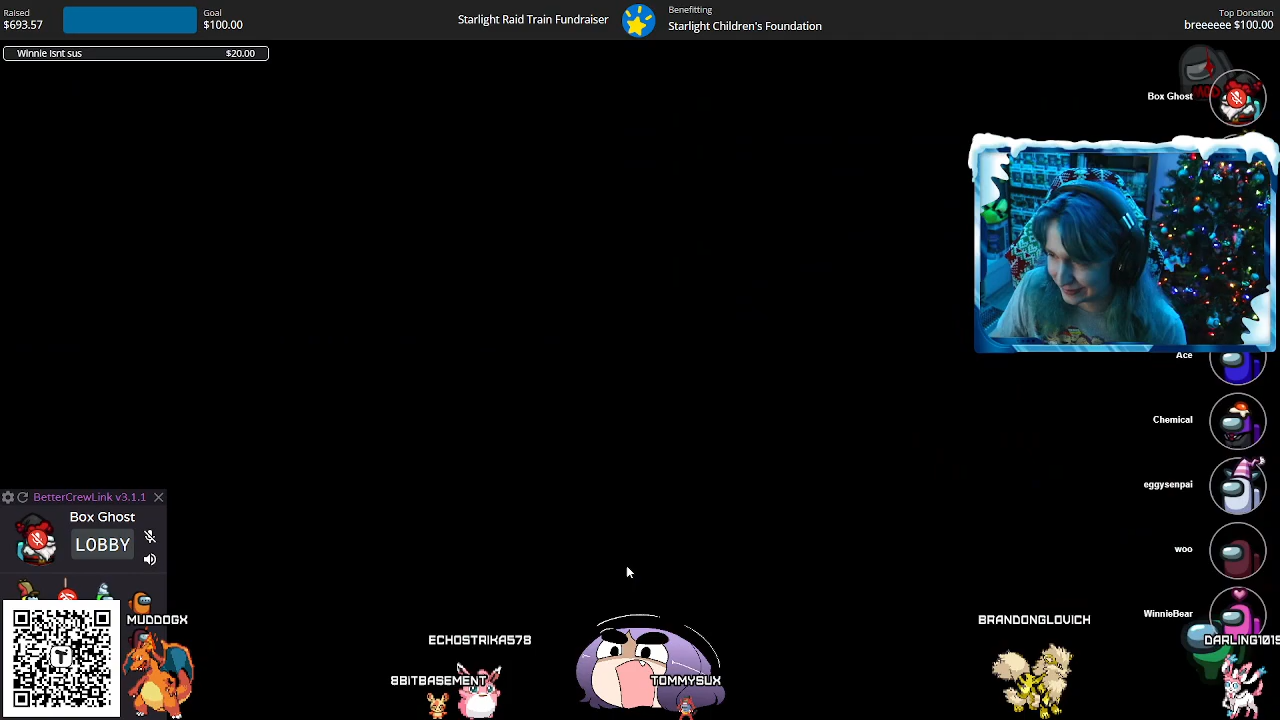 Raised
$693.57
Goal
$100.00
Starlight Raid Train Fundraiser
Benefitting
Starlight Children's Foundation
Top Donation
breeeeee $100.00
Winnie Isnt sus
$20.00
Box Ghost
Ace
Chemical
eggysenpai
woo
WinnieBear
BetterCrewLink v3.1.1
Box Ghost
LOBBY
MUDDOGX
ECHOSTRIKA578
8BITBASEMENT
TOMMYSUX
BRANDONGLOVICH
DARLING1015